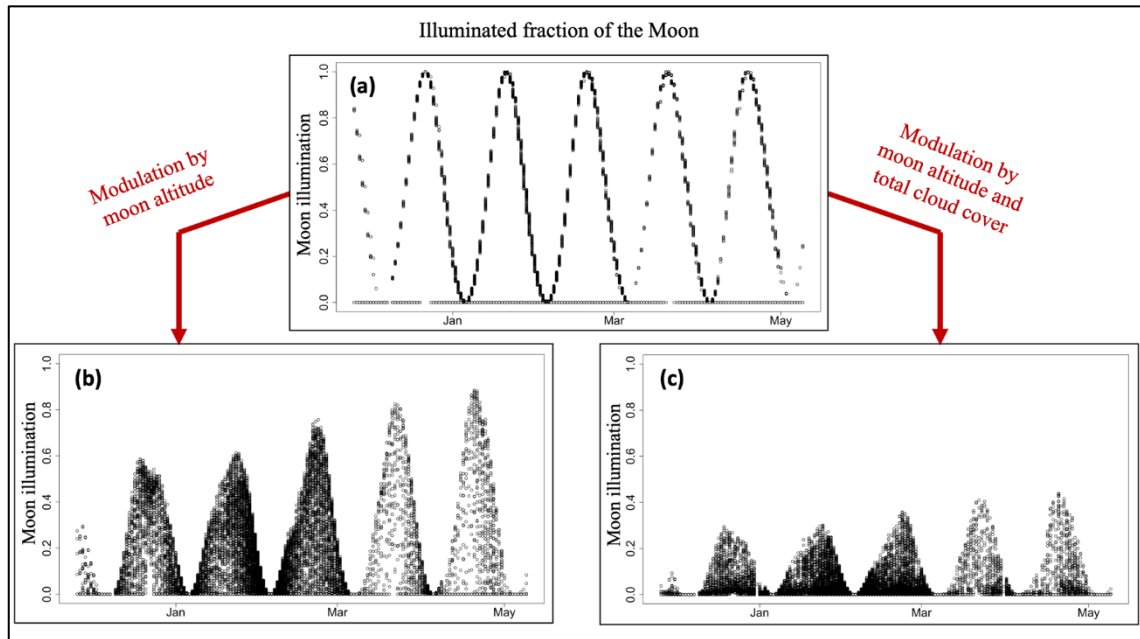 Illuminated fraction of the Moon
(a)
Moon illumination
1.0
0.8
0.6
0.4
0.2
0.0
Jan
Mar
May
Modulation by
moon altitude
Modulation by
moon altitude and
total cloud cover
(b)
Moon illumination
1.0
0.8
0.6
0.4
0.2
0.0
Jan
Mar
May
(c)
Moon illumination
1.0
0.8
0.6
0.4
0.2
0.0
Jan
Mar
May